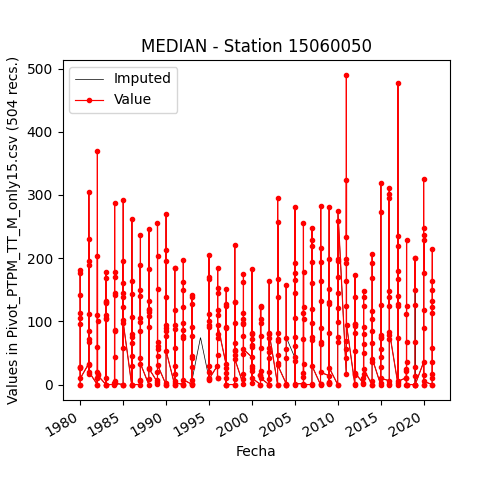 MEDIAN - Station 15060050
Imputed
Value
Values in Pivot_PTPM_TT_M_only15.csv (504 recs.)
500
400
300
200
100
0
1980 1985 1990 1995 2000 2005 2010 2015 2020
Fecha